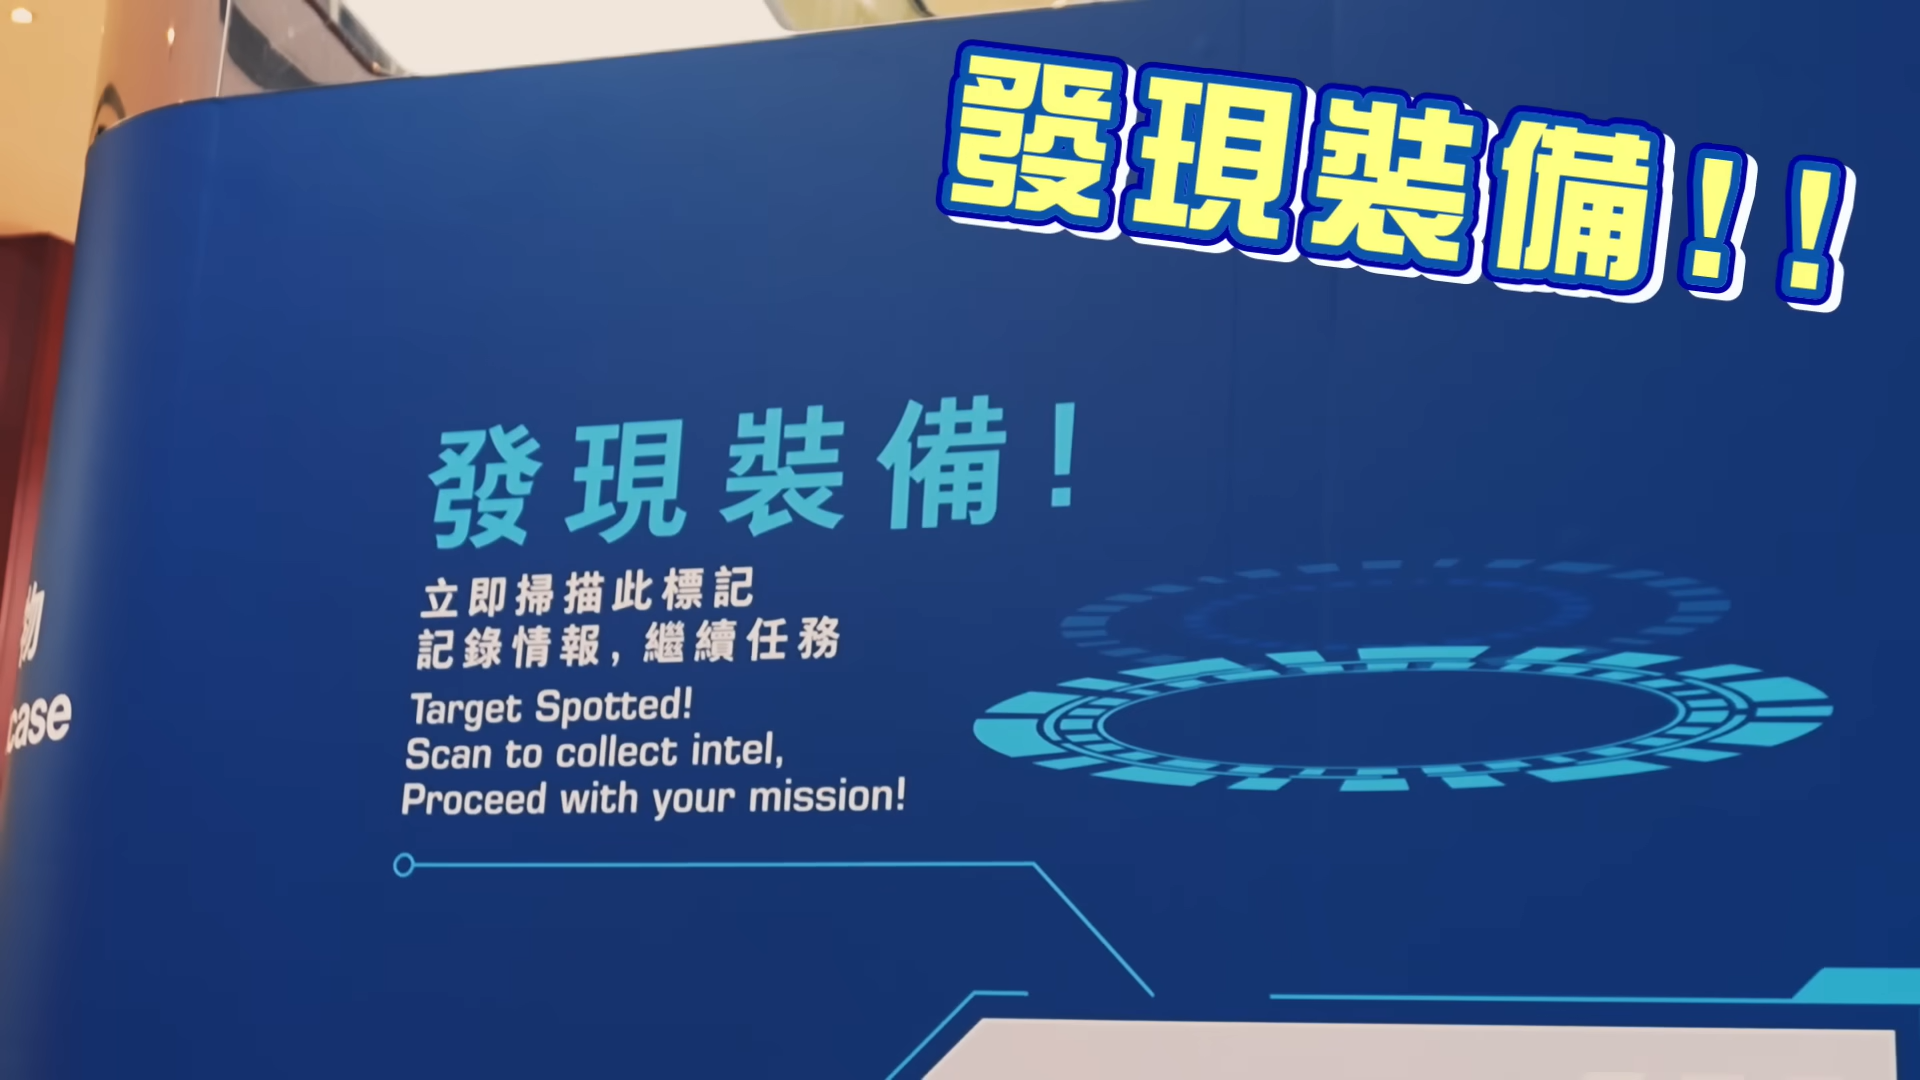 發現裝備!!
發現裝備!
立即掃描此標記
記錄情報,繼續任務
Target Spotted!
Scan to collect intel,
Proceed with your mission!
物
case